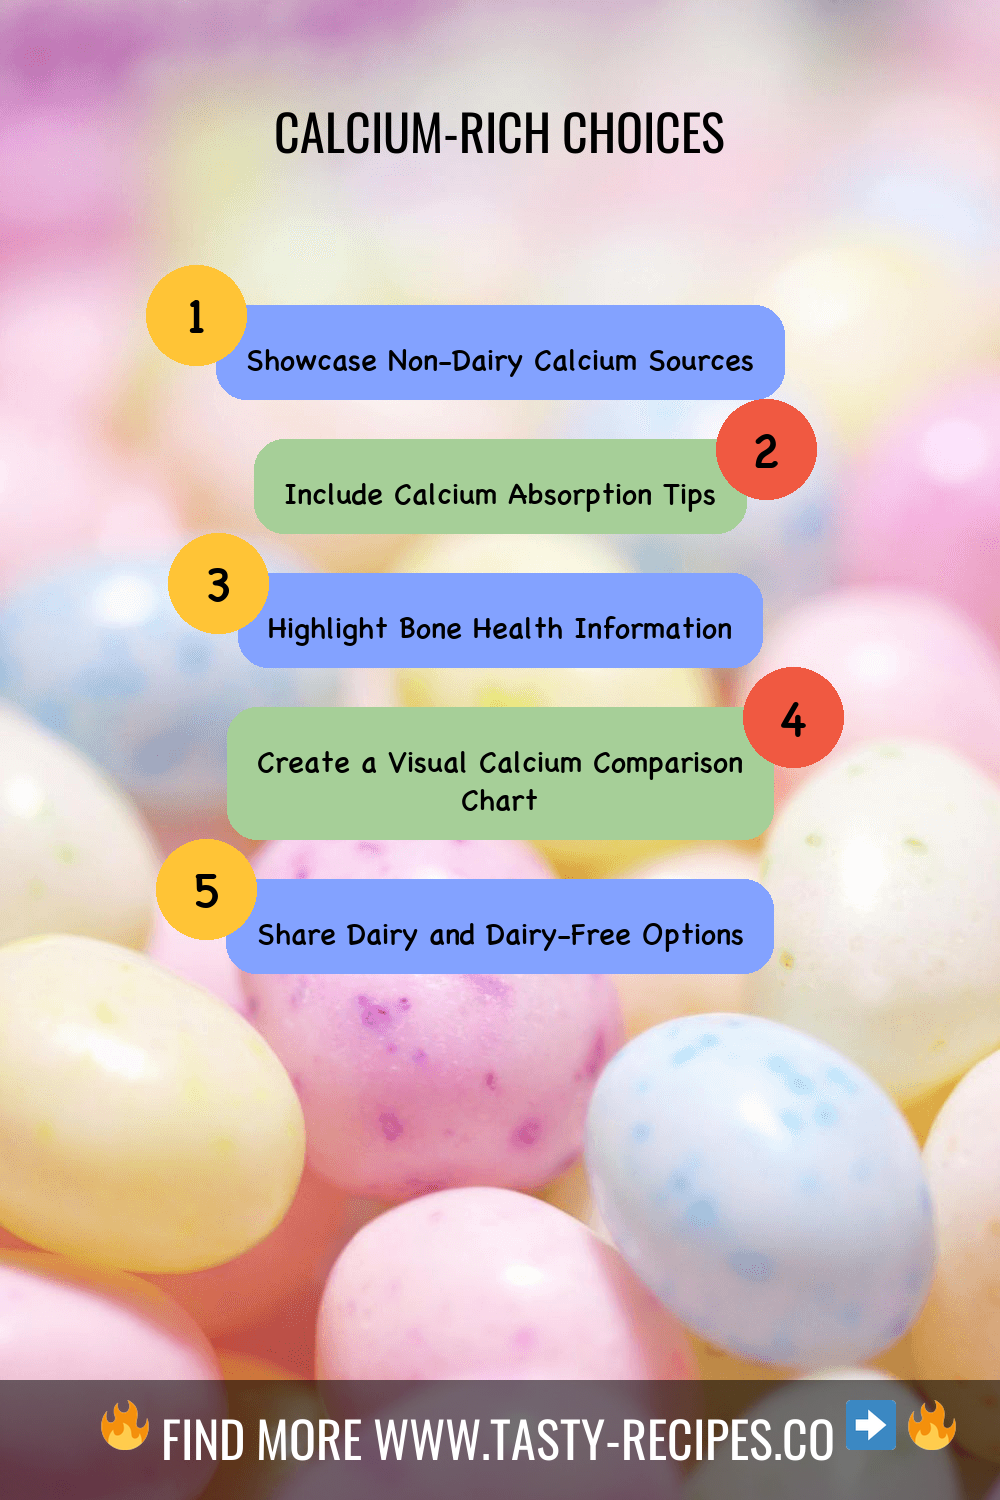 CALCIUM-RICH CHOICES
1
Showcase Non-Dairy Calcium Sources
2
Include Calcium Absorption Tips
3
Highlight Bone Health Information
4
Create a Visual Calcium Comparison
Chart
5
Share Dairy and Dairy-Free Options
🔥 FIND MORE WWW.TASTY-RECIPES.CO ➡️ 🔥